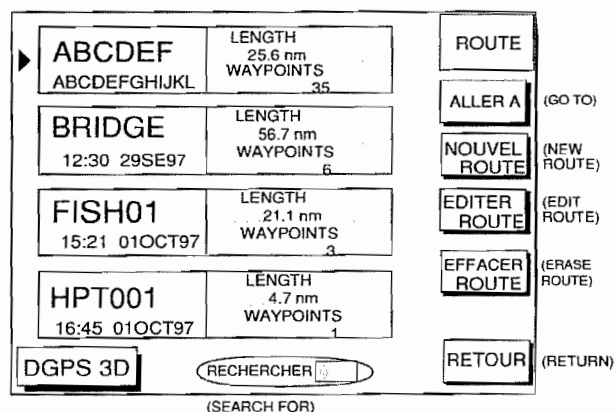 ABCDEF
ABCDEFGHIJKL
LENGTH
25.6 nm
WAYPOINTS
35
BRIDGE
12:30 29SE97
LENGTH
56.7 nm
WAYPOINTS
6
FISH01
15:21 01OCT97
LENGTH
21.1 nm
WAYPOINTS
3
HPT001
16:45 01OCT97
LENGTH
4.7 nm
WAYPOINTS
1
ROUTE
ALLER A
(GO TO)
NOUVEL
ROUTE
(NEW
ROUTE)
EDITER
ROUTE
(EDIT
ROUTE)
EFFACER
ROUTE
(ERASE
ROUTE)
DGPS 3D
RECHERCHER
(SEARCH FOR)
RETOUR
(RETURN)